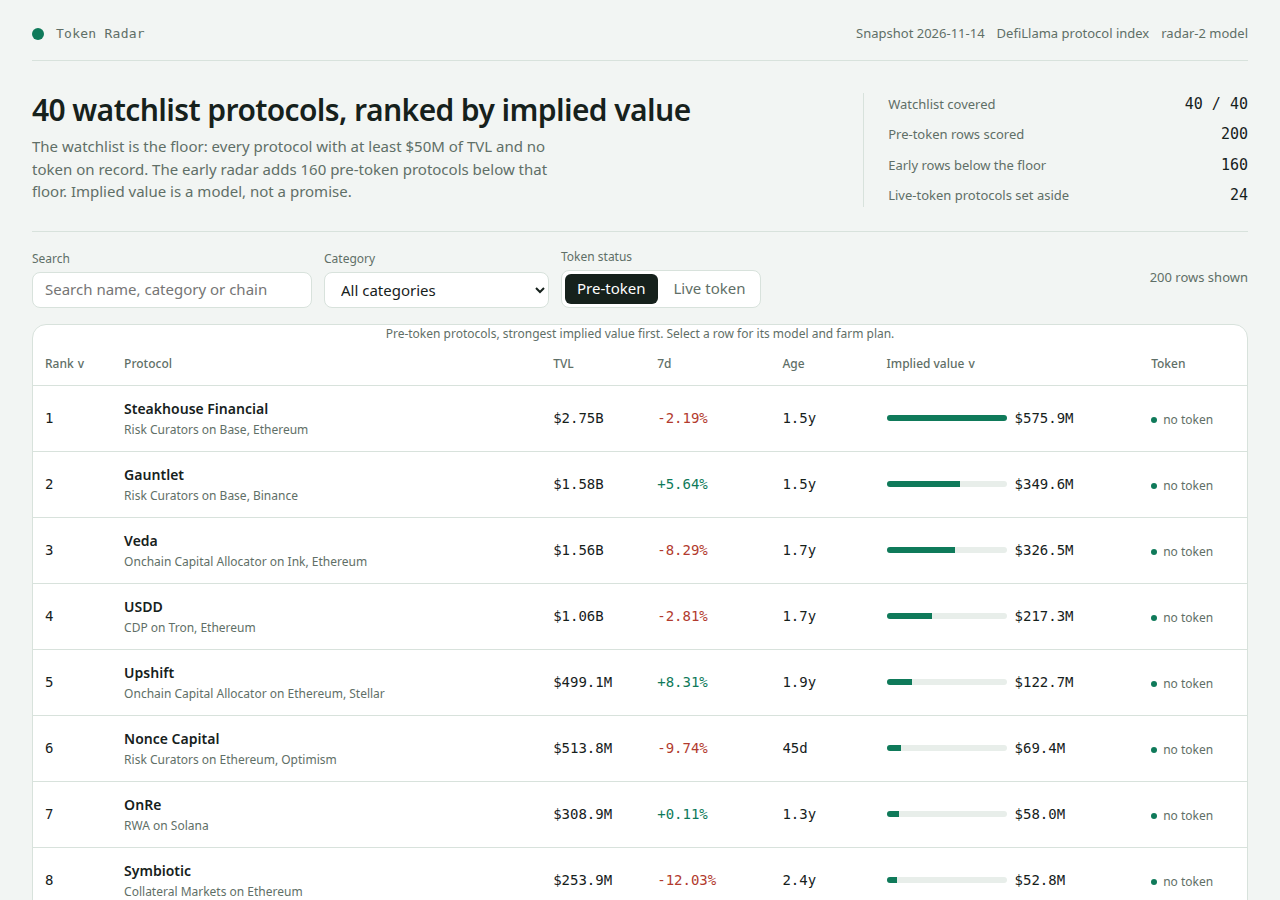 Token Radar
Snapshot 2026-11-14 DefiLlama protocol index radar-2 model
40 watchlist protocols, ranked by implied value
The watchlist is the floor: every protocol with at least $50M of TVL and no
token on record. The early radar adds 160 pre-token protocols below that
floor. Implied value is a model, not a promise.
Watchlist covered 40 / 40
Pre-token rows scored 200
Early rows below the floor 160
Live-token protocols set aside 24
Search Category Token status
Search name, category or chain All categories Pre-token Live token
200 rows shown
Pre-token protocols, strongest implied value first. Select a row for its model and farm plan.
Rank v Protocol TVL 7d Age Implied value v Token
1 Steakhouse Financial $2.75B -2.19% 1.5y $575.9M no token
Risk Curators on Base, Ethereum
2 Gauntlet $1.58B +5.64% 1.5y $349.6M no token
Risk Curators on Base, Binance
3 Veda $1.56B -8.29% 1.7y $326.5M no token
Onchain Capital Allocator on Ink, Ethereum
4 USDD $1.06B -2.81% 1.7y $217.3M no token
CDP on Tron, Ethereum
5 Upshift $499.1M +8.31% 1.9y $122.7M no token
Onchain Capital Allocator on Ethereum, Stellar
6 Nonce Capital $513.8M -9.74% 45d $69.4M no token
Risk Curators on Ethereum, Optimism
7 OnRe $308.9M +0.11% 1.3y $58.0M no token
RWA on Solana
8 Symbiotic $253.9M -12.03% 2.4y $52.8M no token
Collateral Markets on Ethereum